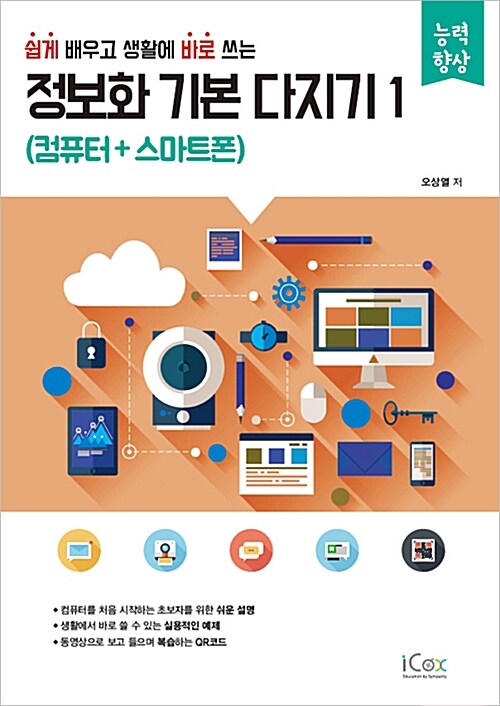 쉽게 배우고 생활에 바로 쓰는
능력
향상
정보화 기본 다지기 1
(컴퓨터 + 스마트폰)
오상열 저
• 컴퓨터를 처음 시작하는 초보자를 위한 쉬운 설명
• 생활에서 바로 쓸 수 있는 실용적인 예제
• 동영상으로 보고 들으며 복습하는 QR코드
iCox
Education by Sympathy